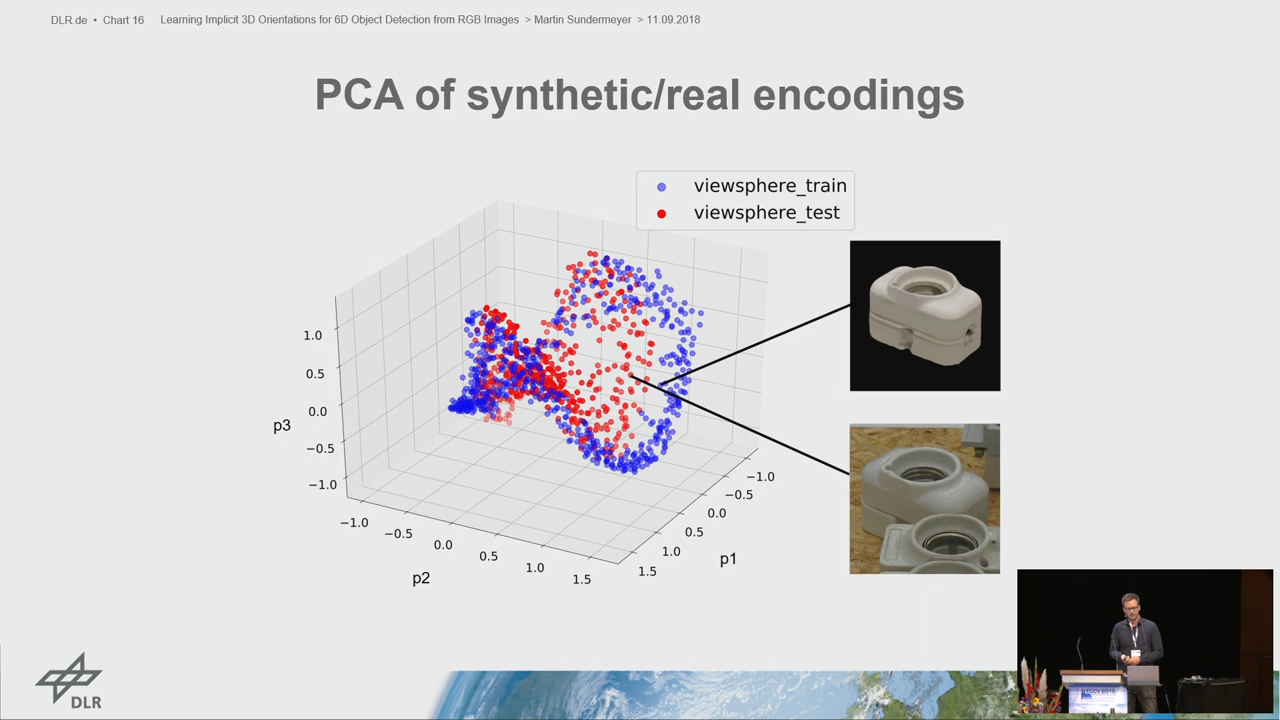 DLR.de • Chart 16 Learning Implicit 3D Orientations for 6D Object Detection from RGB Images > Martin Sundermeyer > 11.09.2018
PCA of synthetic/real encodings
viewsphere_train
viewsphere_test
1.0
0.5
0.0
−0.5
−1.0
p3
−1.0
−0.5
0.0
0.5
1.0
1.5
p2
−1.0
−0.5
0.0
0.5
1.0
1.5
p1
DLR
ECCV 2018